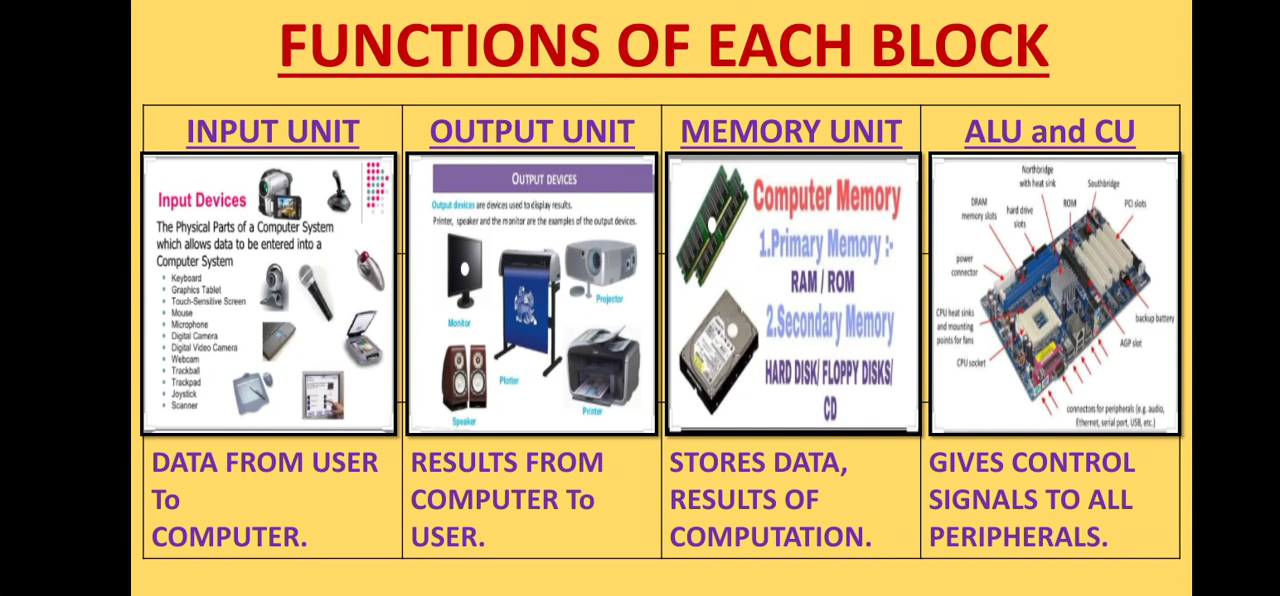 FUNCTIONS OF EACH BLOCK
INPUT UNIT
Input Devices
The Physical Parts of a Computer System
which allows data to be entered into a
Computer System
Keyboard
Graphics Tablet
Touch-Sensitive Screen
Mouse
Microphone
Digital Camera
Digital Video Camera
Webcam
Trackball
Trackpad
Joystick
Scanner
DATA FROM USER
To
COMPUTER.
OUTPUT UNIT
OUTPUT DEVICES
Output devices are devices used to display results.
Printer, speaker and the monitor are the examples of the output devices.
Monitor
Projector
Plotter
Speaker
Printer
RESULTS FROM
COMPUTER To
USER.
MEMORY UNIT
Computer Memory
1.Primary Memory :-
RAM / ROM
2.Secondary Memory
HARD DISK/ FLOPPY DISKS/
CD
STORES DATA,
RESULTS OF
COMPUTATION.
ALU and CU
Northbridge
with heat sink
Southbridge
DRAM
memory slots
hard drive
slots
ROM
PCI slots
power
connector
CPU heat sinks
and mounting
points for fans
CPU socket
backup battery
AGP slot
connectors for peripherals (e.g. audio,
Ethernet, serial port, USB, etc.)
GIVES CONTROL
SIGNALS TO ALL
PERIPHERALS.